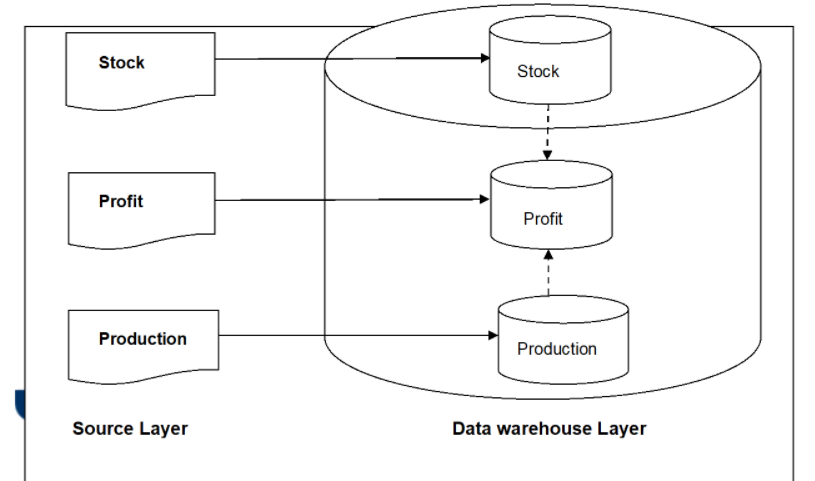 Stock
Stock
Profit
Profit
Production
Production
Source Layer
Data warehouse Layer